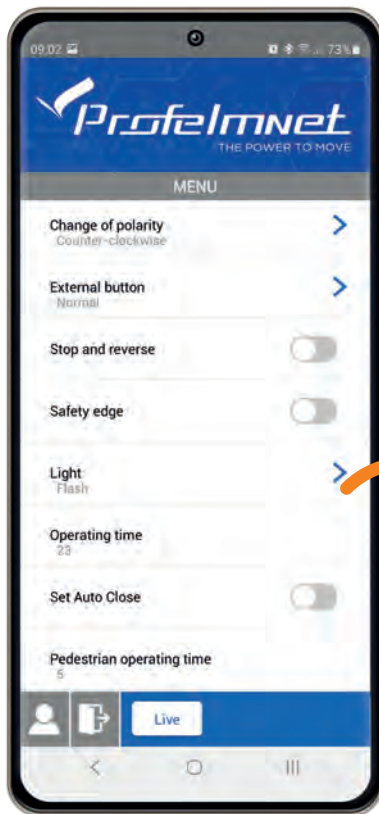 09:02 73%
Profelmnet
THE POWER TO MOVE
MENU
Change of polarity
Counter-clockwise
External button
Normal
Stop and reverse
Safety edge
Light
Flash
Operating time
23
Set Auto Close
Pedestrian operating time
5
Live